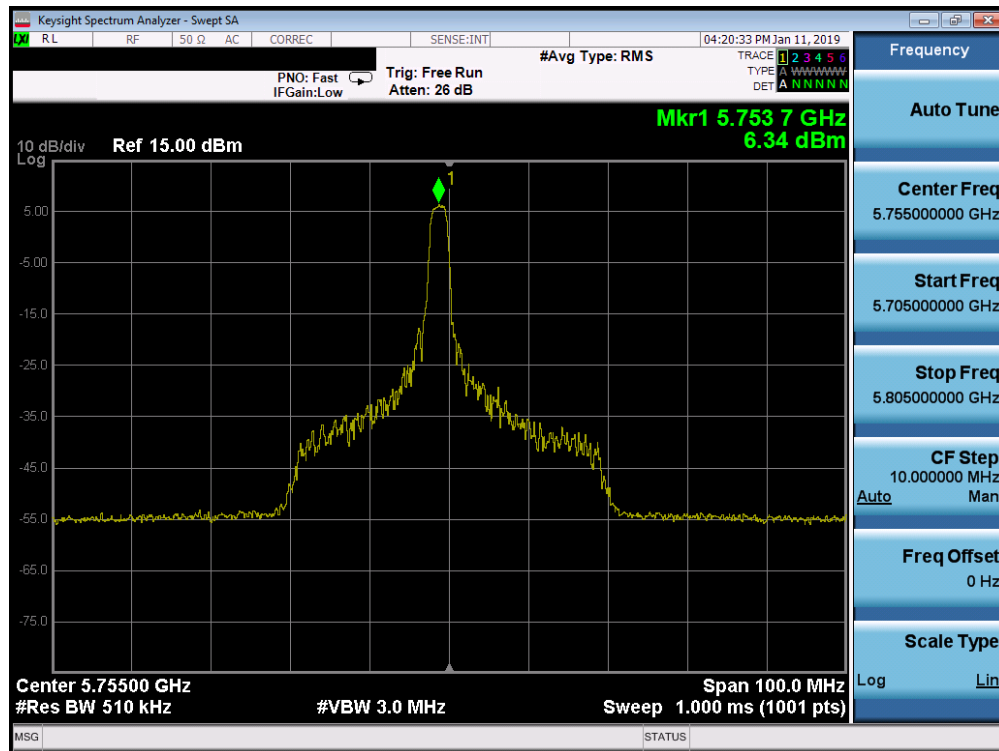 Keysight Spectrum Analyzer - Swept SA
LXI RL RF 50 Ω AC CORREC SENSE:INT 04:20:33 PM Jan 11, 2019
#Avg Type: RMS TRACE 1 2 3 4 5 6
PNO: Fast Trig: Free Run TYPE A WWWWW
IFGain:Low Atten: 26 dB DET A N N N N N
Mkr1 5.753 7 GHz
6.34 dBm
10 dB/div Ref 15.00 dBm
Log
1
5.00
-5.00
-15.0
-25.0
-35.0
-45.0
-55.0
-65.0
-75.0
Center 5.75500 GHz Span 100.0 MHz
#Res BW 510 kHz #VBW 3.0 MHz Sweep 1.000 ms (1001 pts)
MSG STATUS
Frequency
Auto Tune
Center Freq
5.755000000 GHz
Start Freq
5.705000000 GHz
Stop Freq
5.805000000 GHz
CF Step
10.000000 MHz
Auto Man
Freq Offset
0 Hz
Scale Type
Log Lin